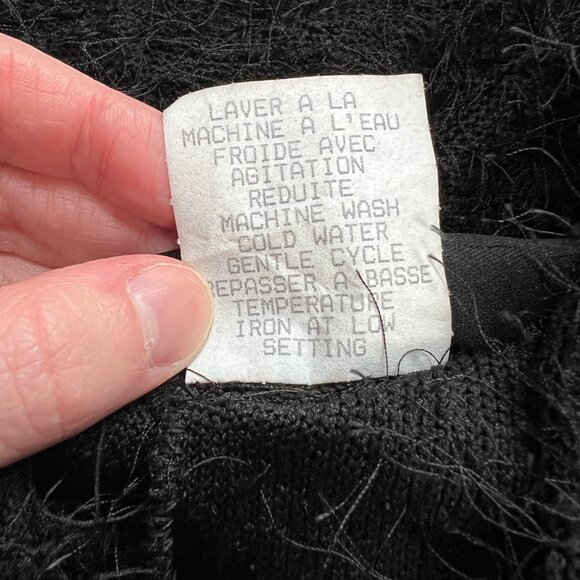 LAVER A LA
MACHINE A L'EAU
FROIDE AVEC
AGITATION
REDUITE
MACHINE WASH
COLD WATER
GENTLE CYCLE
REPASSER A BASSE
TEMPERATURE
IRON AT LOW
SETTING